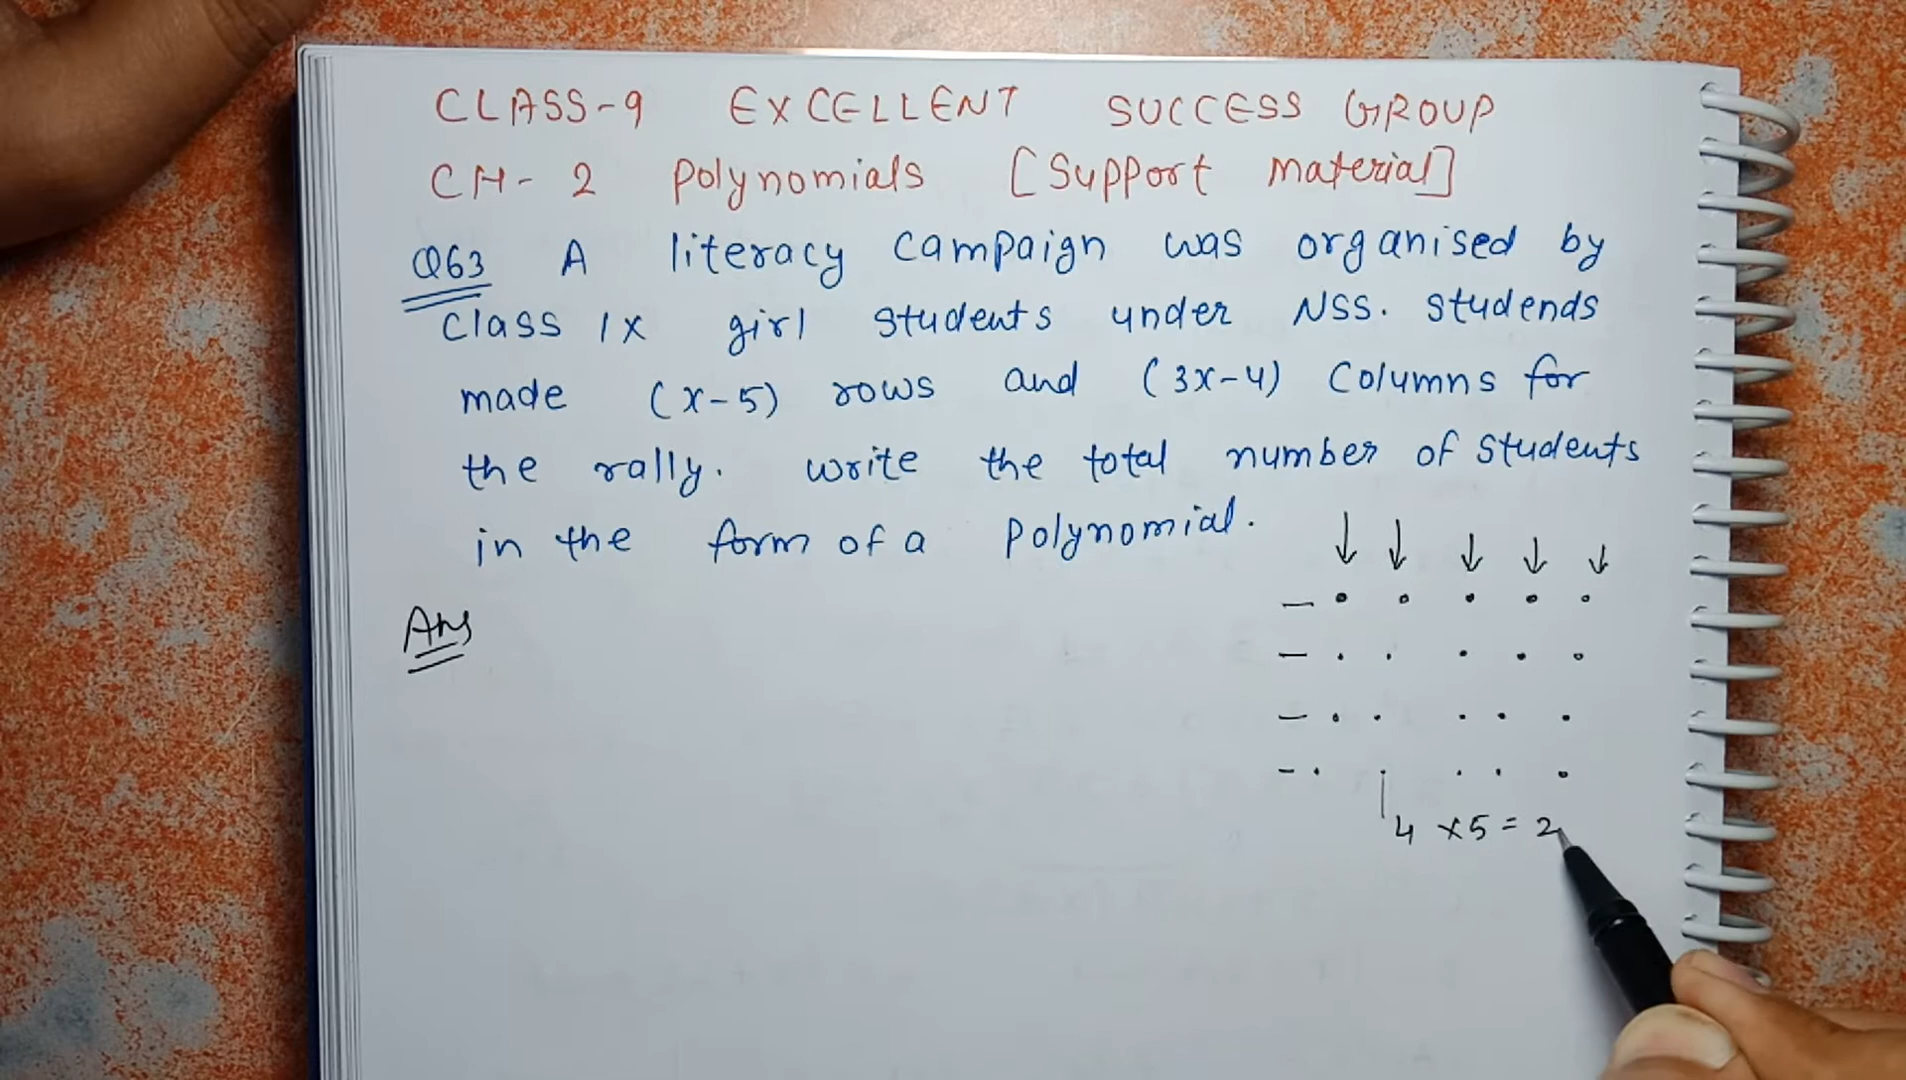 CLASS-9 EXCELLENT SUCCESS GROUP
CH-2 Polynomials [Support Material]
Q63 A literacy campaign was organised by
Class IX girl students under NSS. studends
made (x-5) rows and (3x-4) Columns for
the rally. write the total number of students
in the form of a Polynomial.
Ans
4 x5 = 2